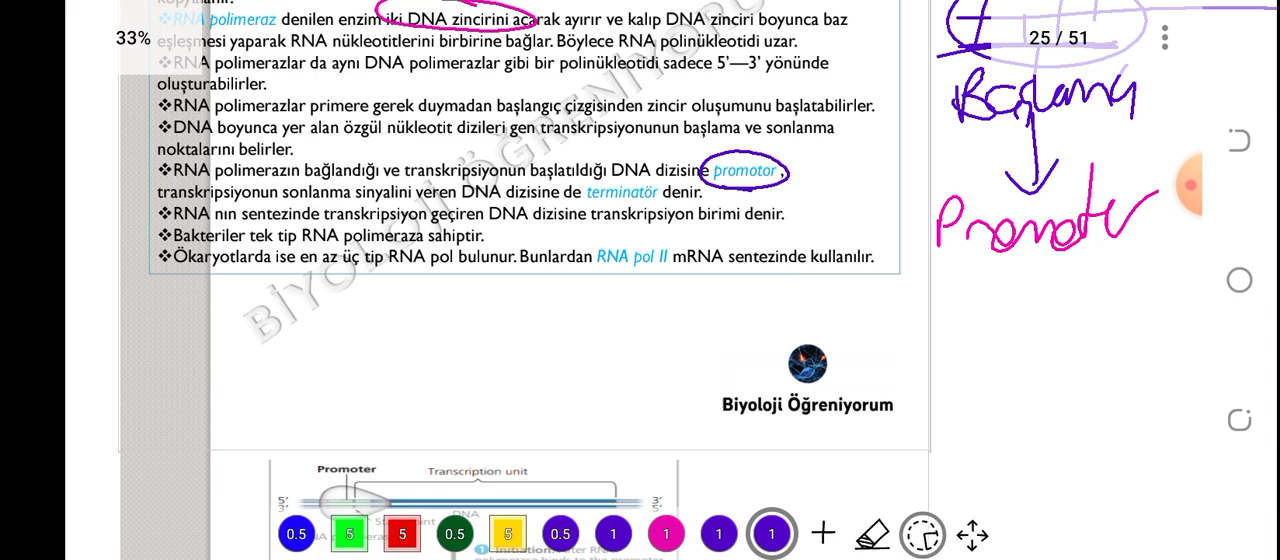 RNA polimeraz denilen enzim iki DNA zincirini açarak ayırır ve kalıp DNA zinciri boyunca baz
33%
eşleşmesi yaparak RNA nükleotitlerini birbirine bağlar. Böylece RNA polinükleotidi uzar.
25 / 51
❖RNA polimerazlar da aynı DNA polimerazlar gibi bir polinükleotidi sadece 5’—3’ yönünde
oluşturabilirler.
Başlangıç
❖RNA polimerazlar primere gerek duymadan başlangıç çizgisinden zincir oluşumunu başlatabilirler.
❖DNA boyunca yer alan özgül nükleotit dizileri gen transkripsiyonunun başlama ve sonlanma
noktalarını belirler.
❖RNA polimerazın bağlandığı ve transkripsiyonun başlatıldığı DNA dizisine promotor ,
transkripsiyonun sonlanma sinyalini veren DNA dizisine de terminatör denir.
Promoter
❖RNA nın sentezinde transkripsiyon geçiren DNA dizisine transkripsiyon birimi denir.
❖Bakteriler tek tip RNA polimeraza sahiptir.
❖Ökaryotlarda ise en az üç tip RNA pol bulunur. Bunlardan RNA pol II mRNA sentezinde kullanılır.
BİYOLOJİ ÖĞRENİYORUM
Biyoloji Öğreniyorum
Promoter
Transcription unit
5’ 3’
3’ 5’
DNA
0.5 5 5 0.5 5 0.5 1 1 1 1
1 Initiation.